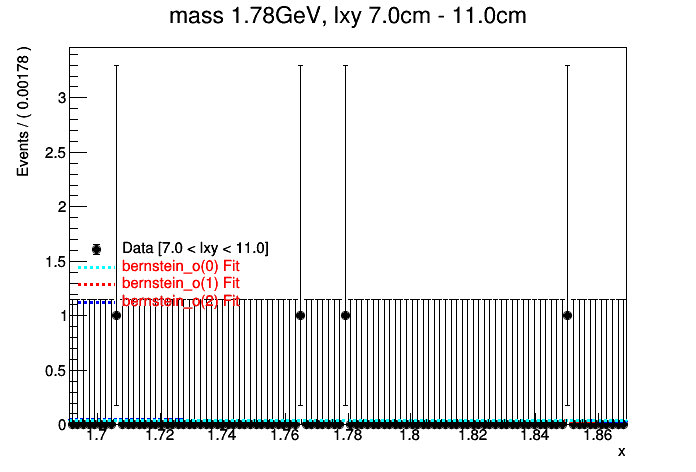 mass 1.78GeV, lxy 7.0cm - 11.0cm
Events / ( 0.00178 )
3
2.5
2
1.5
1
0.5
0
Data [7.0 < lxy < 11.0]
bernstein_o(0) Fit
bernstein_o(1) Fit
bernstein_o(2) Fit
1.7 1.72 1.74 1.76 1.78 1.8 1.82 1.84 1.86
x